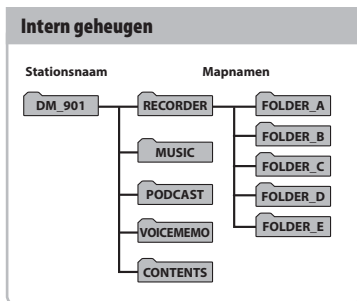 Intern geheugen
Stationsnaam Mapnamen
DM_901 RECORDER FOLDER_A
FOLDER_B
MUSIC FOLDER_C
PODCAST FOLDER_D
VOICEMEMO FOLDER_E
CONTENTS